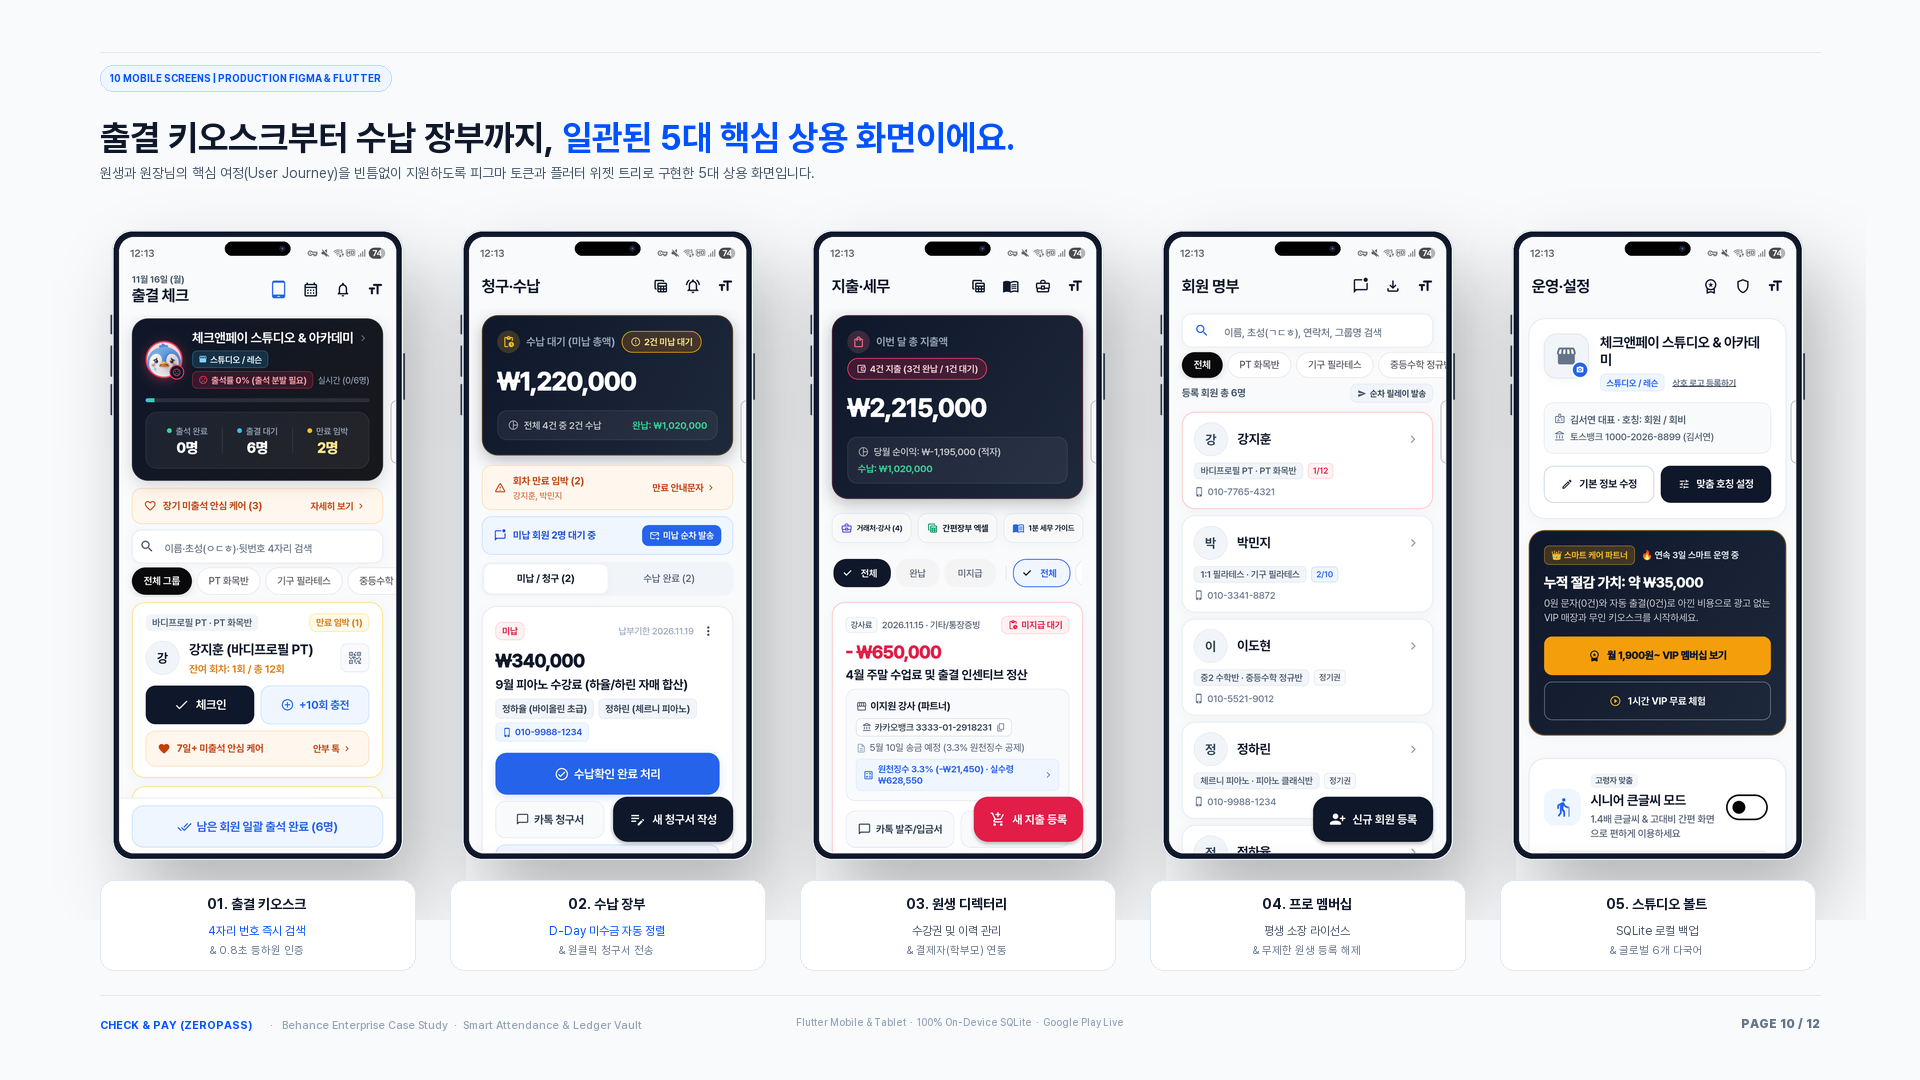 10 MOBILE SCREENS | PRODUCTION FIGMA & FLUTTER
출결 키오스크부터 수납 장부까지, 일관된 5대 핵심 상용 화면이에요.
원생과 원장님의 핵심 여정(User Journey)을 빈틈없이 지원하도록 피그마 토큰과 플러터 위젯 트리로 구현한 5대 상용 화면입니다.
12:13
74
11월 16일 (월)
출결 체크
체크앤페이 스튜디오 & 아카데미
스튜디오 / 레슨
출석률 0% (출석 분발 필요)
실시간 (0/6명)
출석 완료
출결 대기
만료 임박
0명
6명
2명
장기 미출석 안심 케어 (3)
자세히 보기
이름·초성(ㅇㄷㅎ)·뒷번호 4자리 검색
전체 그룹
PT 화목반
기구 필라테스
중등수학
바디프로필 PT · PT 화목반
만료 임박 (1)
강
강지훈 (바디프로필 PT)
잔여 회차: 1회 / 총 12회
체크인
+10회 충전
7일+ 미출석 안심 케어
안부 톡
남은 회원 일괄 출석 완료 (6명)
12:13
74
청구·수납
수납 대기 (미납 총액)
2건 미납 대기
₩1,220,000
전체 4건 중 2건 수납
완납: ₩1,020,000
회차 만료 임박 (2)
강지훈, 박민지
만료 안내문자
미납 회원 2명 대기 중
미납 순차 발송
미납 / 청구 (2)
수납 완료 (2)
미납
납부기한 2026.11.19
₩340,000
9월 피아노 수강료 (하율/하린 자매 합산)
정하율 (바이올린 초급)
정하린 (체르니 피아노)
010-9988-1234
수납확인 완료 처리
카톡 청구서
새 청구서 작성
12:13
74
지출·세무
이번 달 총 지출액
4건 지출 (3건 완납 / 1건 대기)
₩2,215,000
당월 순이익: ₩-1,195,000 (적자)
수납: ₩1,020,000
거래처·강사 (4)
간편장부 엑셀
1분 세무 가이드
전체
완납
미지급
전체
강사료
2026.11.15 · 기타/통장증빙
미지급 대기
- ₩650,000
4월 주말 수업료 및 출결 인센티브 정산
이지원 강사 (파트너)
카카오뱅크 3333-01-2918231
5월 10일 송금 예정 (3.3% 원천징수 공제)
원천징수 3.3% (-₩21,450) · 실수령
₩628,550
카톡 발주/입금서
새 지출 등록
12:13
74
회원 명부
이름, 초성(ㄱㄷㅎ), 연락처, 그룹명 검색
전체
PT 화목반
기구 필라테스
중등수학 정규반
등록 회원 총 6명
순차 릴레이 발송
강
강지훈
바디프로필 PT · PT 화목반
1/12
010-7765-4321
박
박민지
1:1 필라테스 · 기구 필라테스
2/10
010-3341-8872
이
이도현
중2 수학반 · 중등수학 정규반
정기권
010-5521-9012
정
정하린
체르니 피아노 · 피아노 클래식반
정기권
010-9988-1234
정
정하율
신규 회원 등록
12:13
74
운영·설정
체크앤페이 스튜디오 & 아카데
미
스튜디오 / 레슨
상호 로고 등록하기
김서연 대표 · 호칭: 회원 / 회비
토스뱅크 1000-2026-8899 (김서연)
기본 정보 수정
맞춤 호칭 설정
스마트 케어 파트너
연속 3일 스마트 운영 중
누적 절감 가치: 약 ₩35,000
0원 문자(0건)와 자동 출결(0건)로 아낀 비용으로 광고 없는
VIP 매장과 무인 키오스크를 시작하세요.
월 1,900원~ VIP 멤버십 보기
1시간 VIP 무료 체험
고령자 맞춤
시니어 큰글씨 모드
1.4배 큰글씨 & 고대비 간편 화면
으로 편하게 이용하세요
01. 출결 키오스크
4자리 번호 즉시 검색
& 0.8초 등하원 인증
02. 수납 장부
D-Day 미수금 자동 정렬
& 원클릭 청구서 전송
03. 원생 디렉터리
수강권 및 이력 관리
& 결제자(학부모) 연동
04. 프로 멤버십
평생 소장 라이선스
& 무제한 원생 등록 해제
05. 스튜디오 볼트
SQLite 로컬 백업
& 글로벌 6개 다국어
CHECK & PAY (ZEROPASS) · Behance Enterprise Case Study · Smart Attendance & Ledger Vault
Flutter Mobile & Tablet · 100% On-Device SQLite · Google Play Live
PAGE 10 / 12